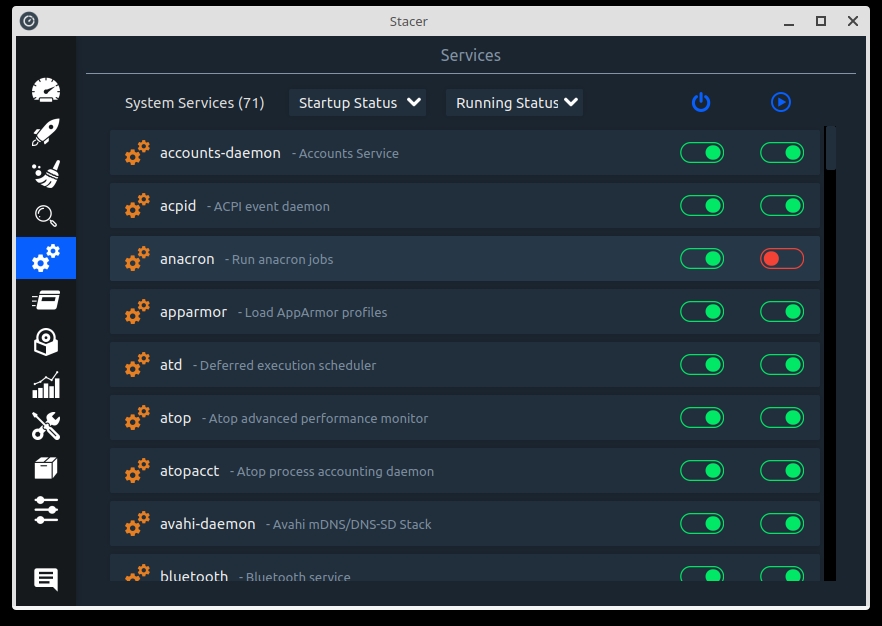 Stacer
Services
System Services (71) Startup Status Running Status
accounts-daemon - Accounts Service
acpid - ACPI event daemon
anacron - Run anacron jobs
apparmor - Load AppArmor profiles
atd - Deferred execution scheduler
atop - Atop advanced performance monitor
atopacct - Atop process accounting daemon
avahi-daemon - Avahi mDNS/DNS-SD Stack
bluetooth - Bluetooth service